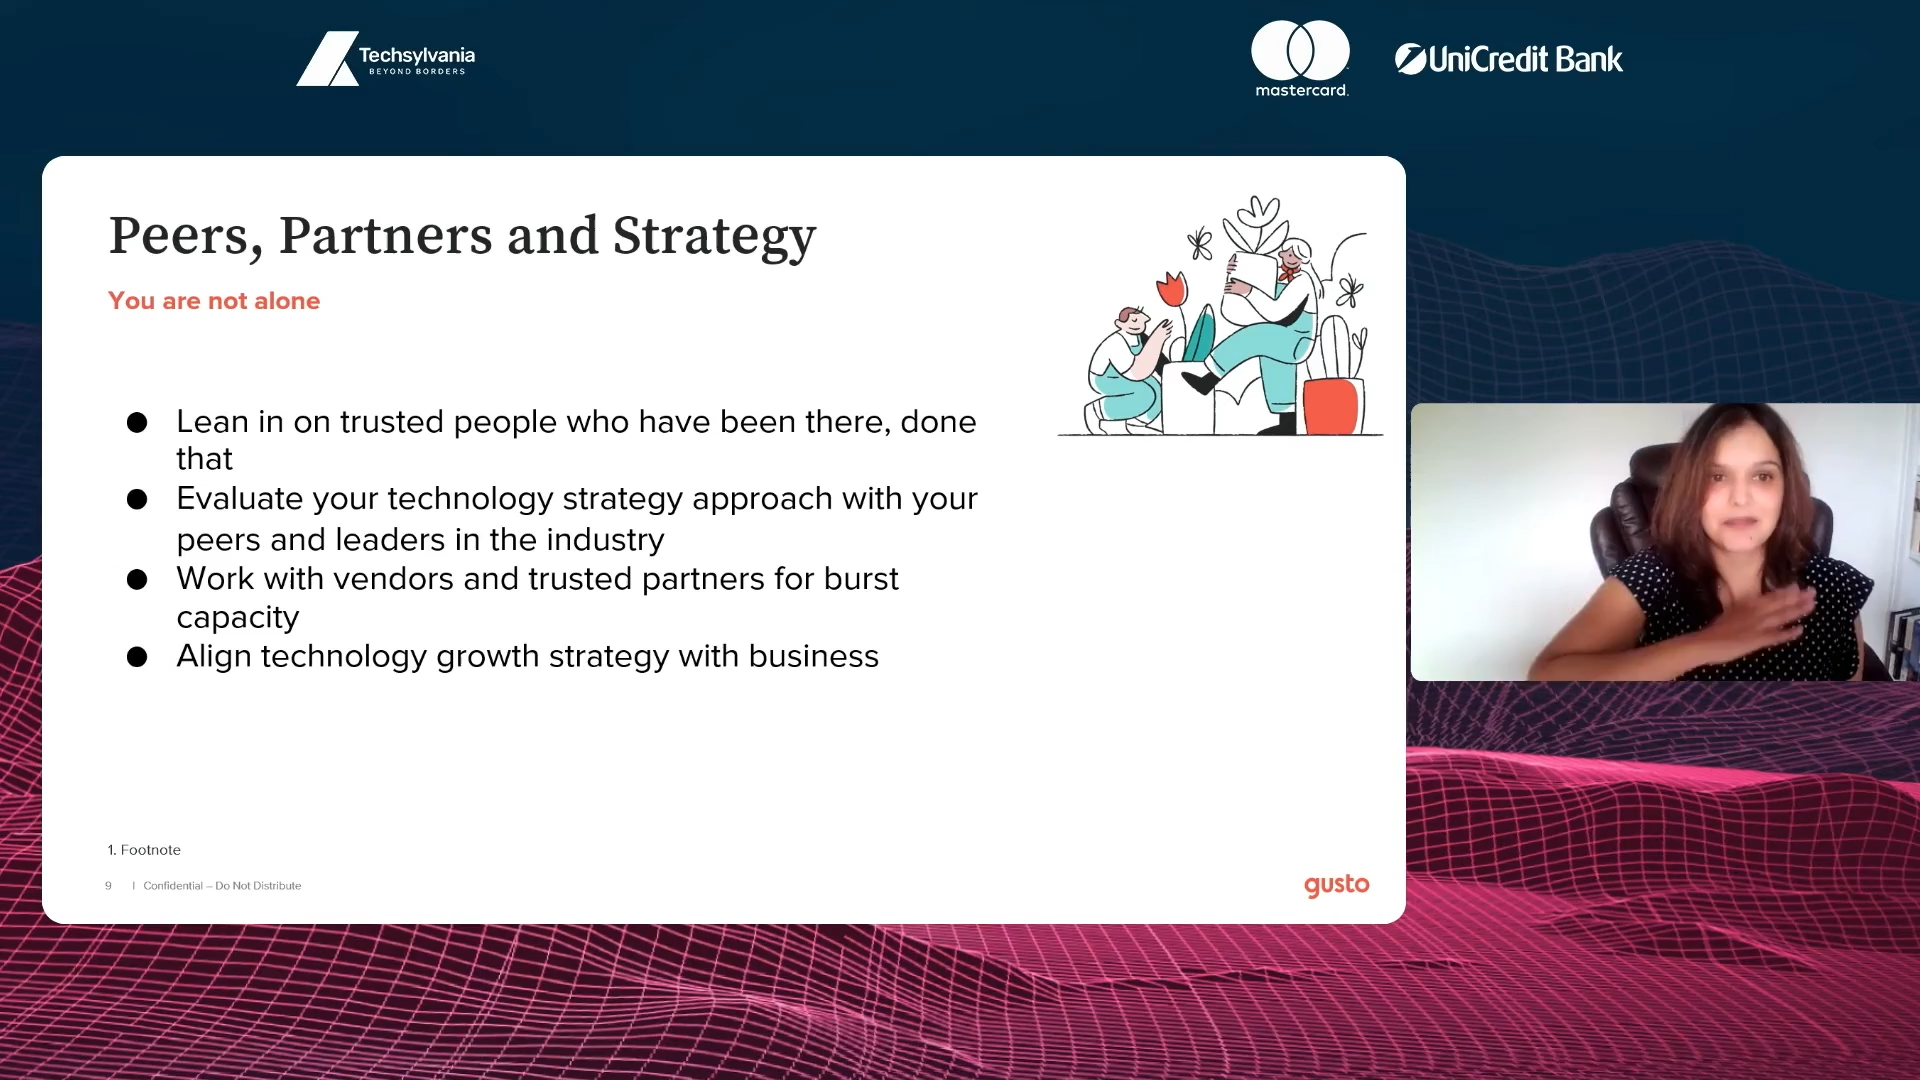 Techsylvania
BEYOND BORDERS
mastercard.
UniCredit Bank
Peers, Partners and Strategy
You are not alone
● Lean in on trusted people who have been there, done
that
● Evaluate your technology strategy approach with your
peers and leaders in the industry
● Work with vendors and trusted partners for burst
capacity
● Align technology growth strategy with business
1. Footnote
9 | Confidential – Do Not Distribute
gusto